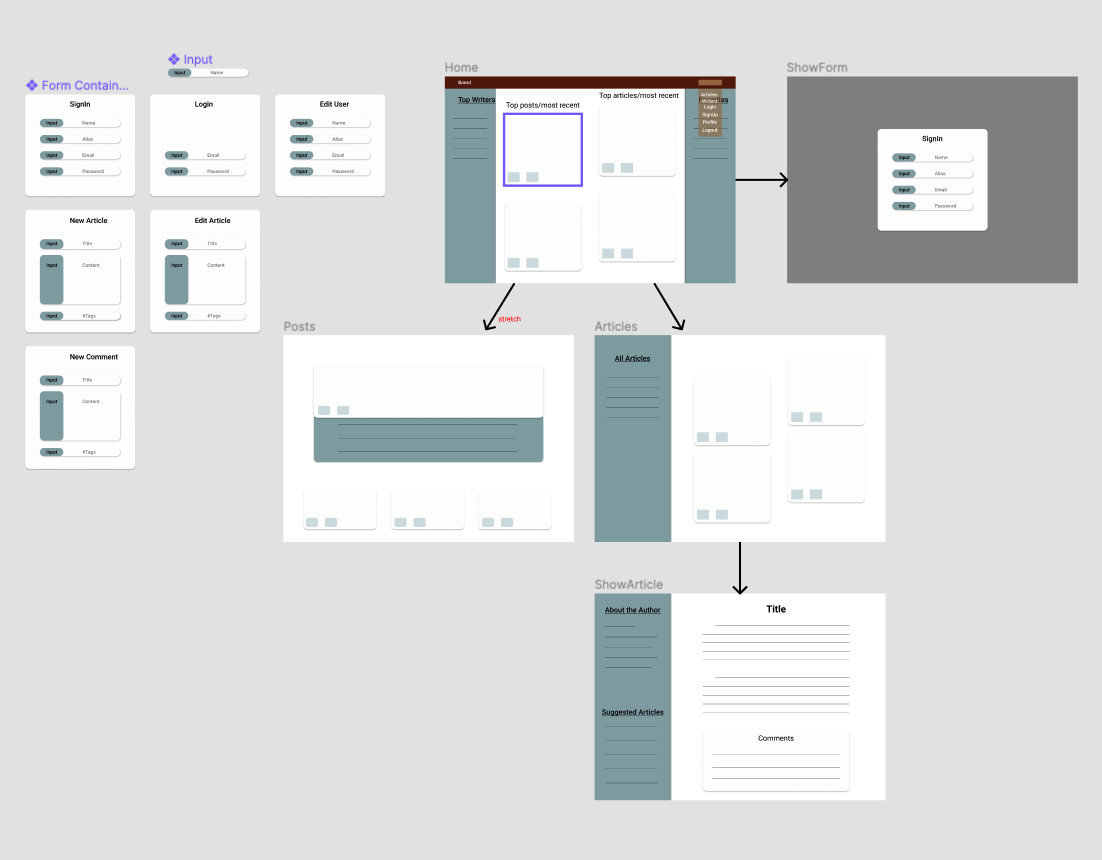 Input
Input Name
Form Contain...
SignIn
Input Name
Input Alias
Input Email
Input Password
Login
Input Email
Input Password
Edit User
Input Name
Input Alias
Input Email
Input Password
New Article
Input Title
Input Content
Input #Tags
Edit Article
Input Title
Input Content
Input #Tags
New Comment
Input Title
Input Content
Input #Tags
Home
Brand
Top Writers
Top posts/most recent
Top articles/most recent
Articles
Writers
Login
SignUp
Profile
Logout
ShowForm
SignIn
Input Name
Input Alias
Input Email
Input Password
stretch
Posts
Articles
All Articles
ShowArticle
About the Author
Suggested Articles
Title
Comments